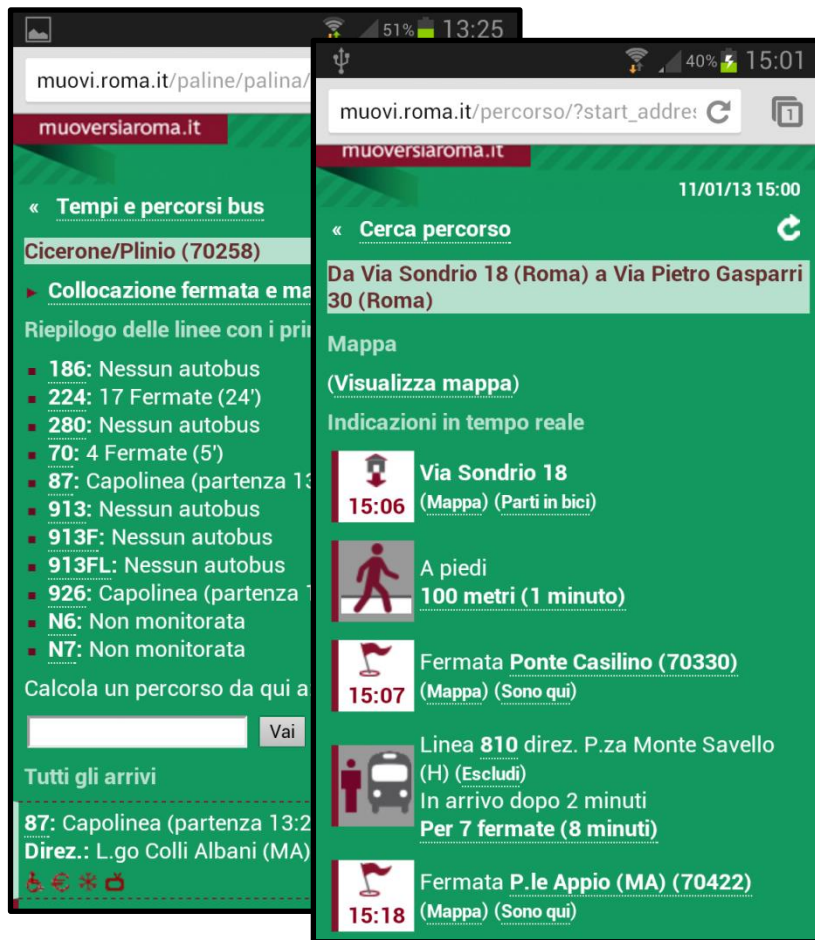 51% 13:25
muovi.roma.it/paline/palina/
muoversiaroma.it
« Tempi e percorsi bus
Cicerone/Plinio (70258)
Collocazione fermata e ma
Riepilogo delle linee con i pri
186: Nessun autobus
224: 17 Fermate (24')
280: Nessun autobus
70: 4 Fermate (5')
87: Capolinea (partenza 13
913: Nessun autobus
913F: Nessun autobus
913FL: Nessun autobus
926: Capolinea (partenza 1
N6: Non monitorata
N7: Non monitorata
Calcola un percorso da qui a
Vai
Tutti gli arrivi
87: Capolinea (partenza 13:2
Direz.: L.go Colli Albani (MA)
40% 15:01
muovi.roma.it/percorso/?start_addres
1
muoversiaroma.it
11/01/13 15:00
« Cerca percorso
Da Via Sondrio 18 (Roma) a Via Pietro Gasparri
30 (Roma)
Mappa
(Visualizza mappa)
Indicazioni in tempo reale
Via Sondrio 18
15:06 (Mappa) (Parti in bici)
A piedi
100 metri (1 minuto)
Fermata Ponte Casilino (70330)
15:07 (Mappa) (Sono qui)
Linea 810 direz. P.za Monte Savello
(H) (Escludi)
In arrivo dopo 2 minuti
Per 7 fermate (8 minuti)
Fermata P.le Appio (MA) (70422)
15:18 (Mappa) (Sono qui)